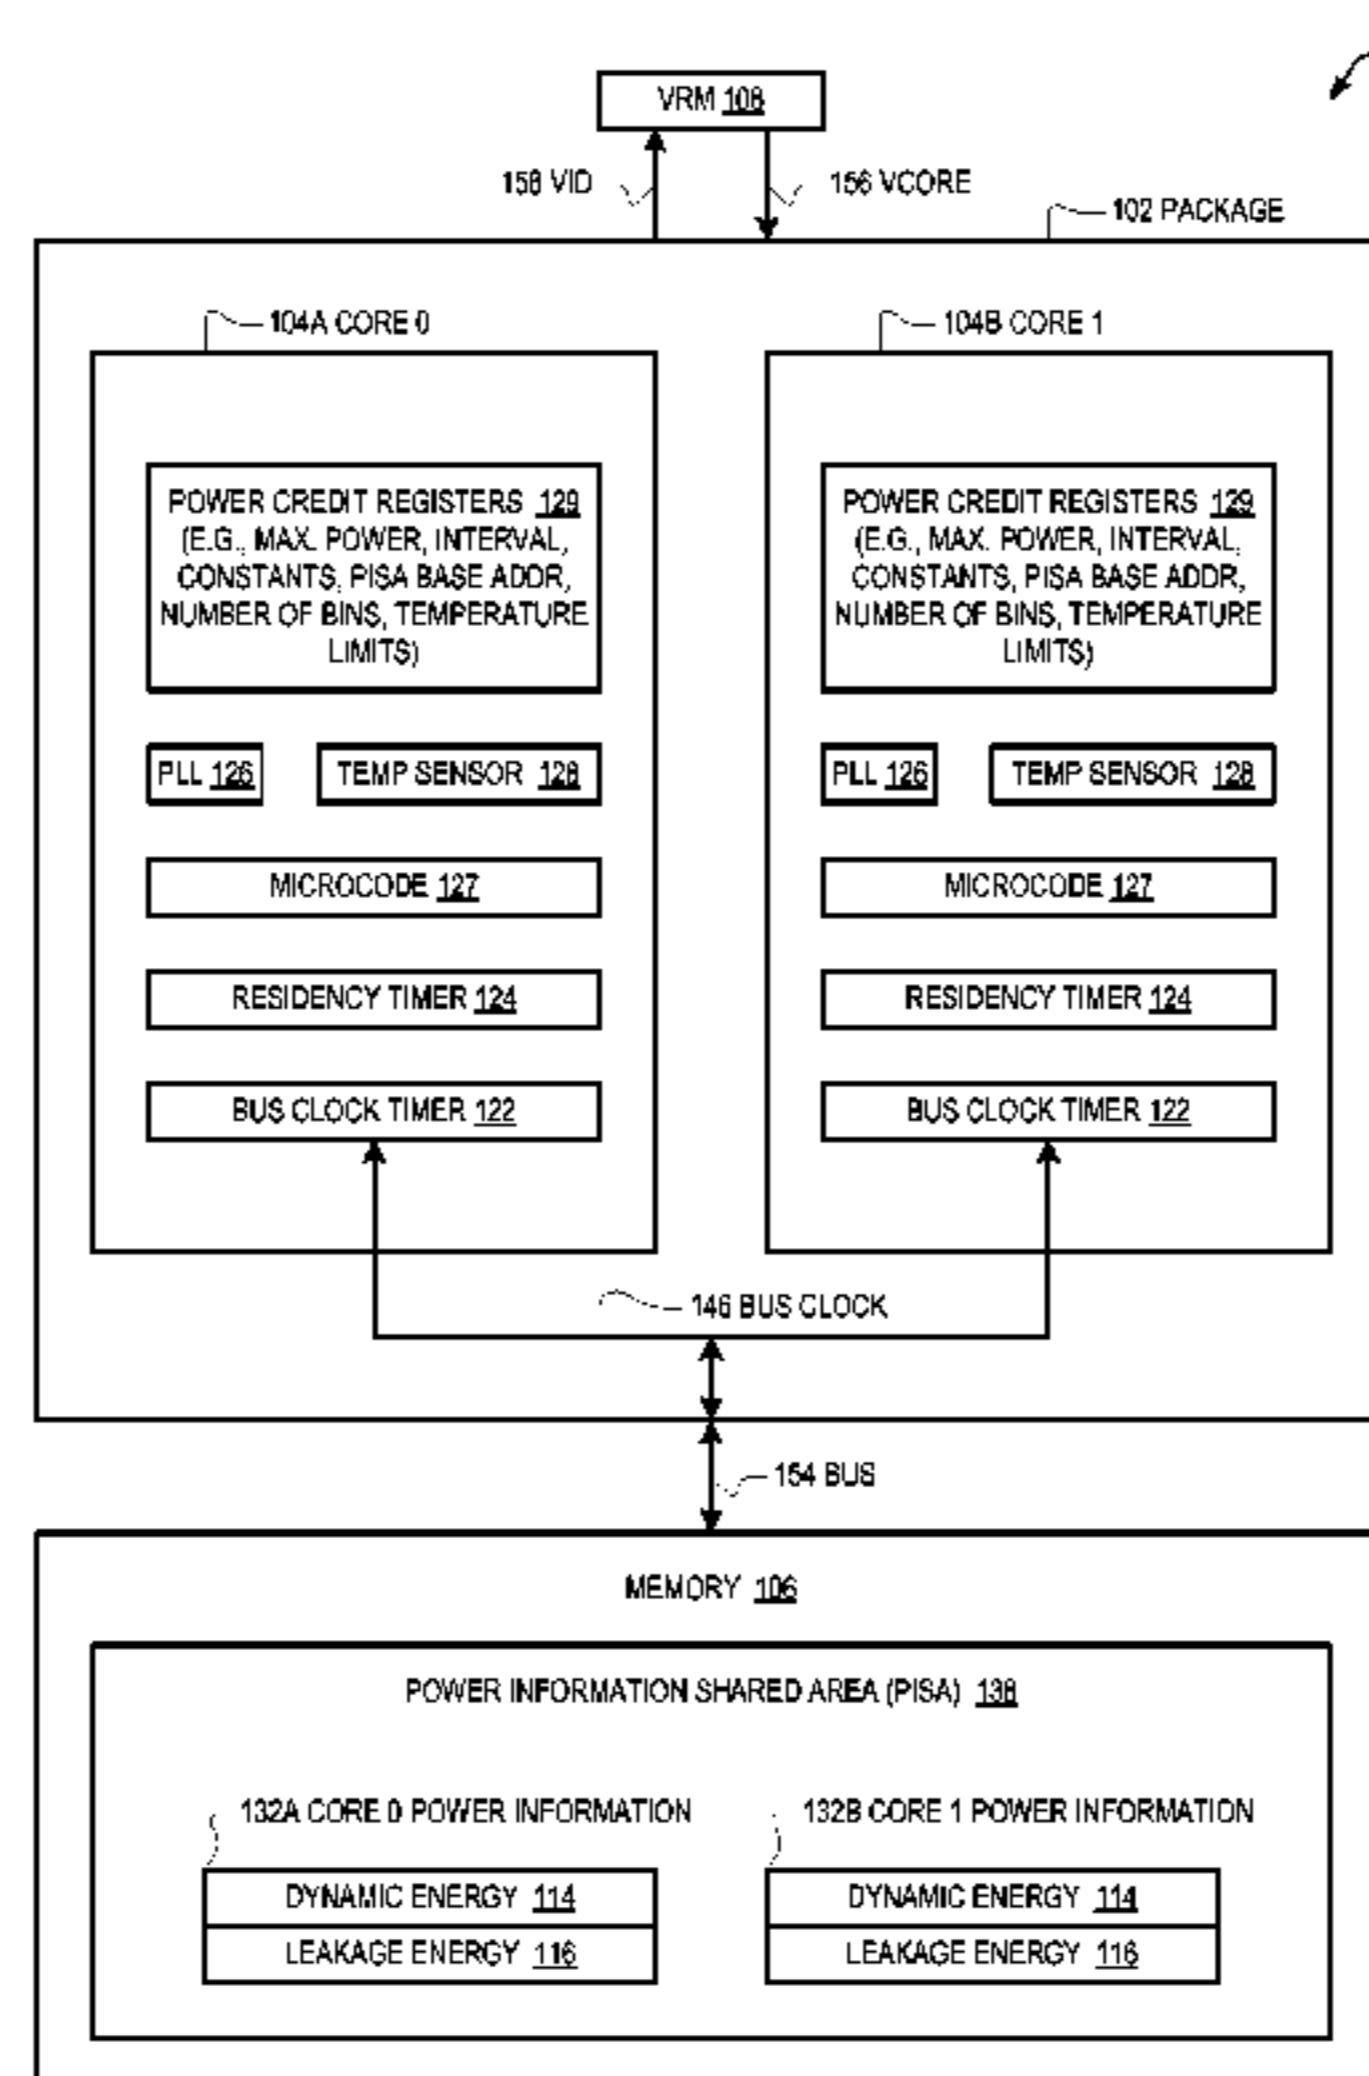 VRM 108
158 VID
156 VCORE
102 PACKAGE
104A CORE 0
104B CORE 1
POWER CREDIT REGISTERS 129
(E.G., MAX. POWER, INTERVAL,
CONSTANTS, PISA BASE ADDR,
NUMBER OF BINS, TEMPERATURE
LIMITS)
POWER CREDIT REGISTERS 129
(E.G., MAX. POWER, INTERVAL,
CONSTANTS, PISA BASE ADDR,
NUMBER OF BINS, TEMPERATURE
LIMITS)
PLL 126
TEMP SENSOR 128
PLL 126
TEMP SENSOR 128
MICROCODE 127
MICROCODE 127
RESIDENCY TIMER 124
RESIDENCY TIMER 124
BUS CLOCK TIMER 122
BUS CLOCK TIMER 122
146 BUS CLOCK
154 BUS
MEMORY 106
POWER INFORMATION SHARED AREA (PISA) 138
132A CORE 0 POWER INFORMATION
132B CORE 1 POWER INFORMATION
DYNAMIC ENERGY 114
DYNAMIC ENERGY 114
LEAKAGE ENERGY 116
LEAKAGE ENERGY 116